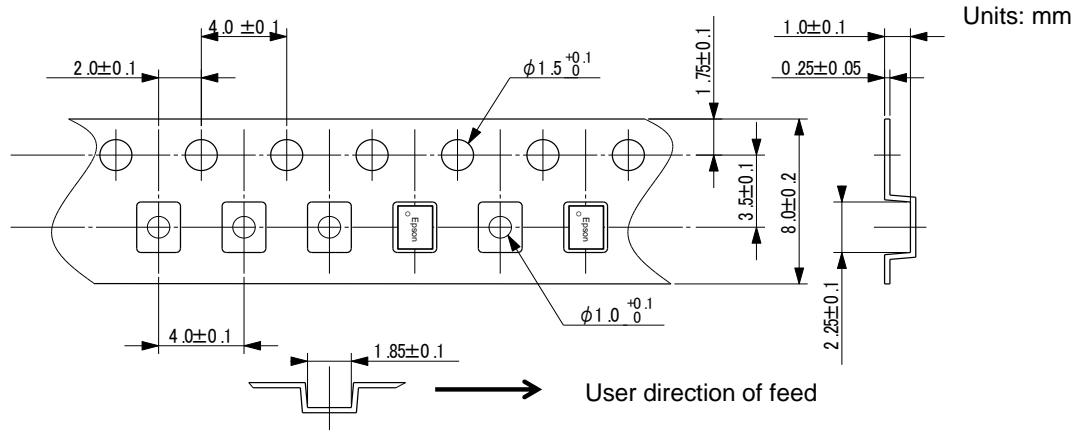 Units: mm
4.0 ±0.1
1.0±0.1
2.0±0.1
φ1.5 +0.1 0
1.75±0.1
0.25±0.05
3.5±0.1
8.0±0.2
Epson
Epson
2.25±0.1
φ1.0 +0.1 0
4.0±0.1
1.85±0.1
User direction of feed